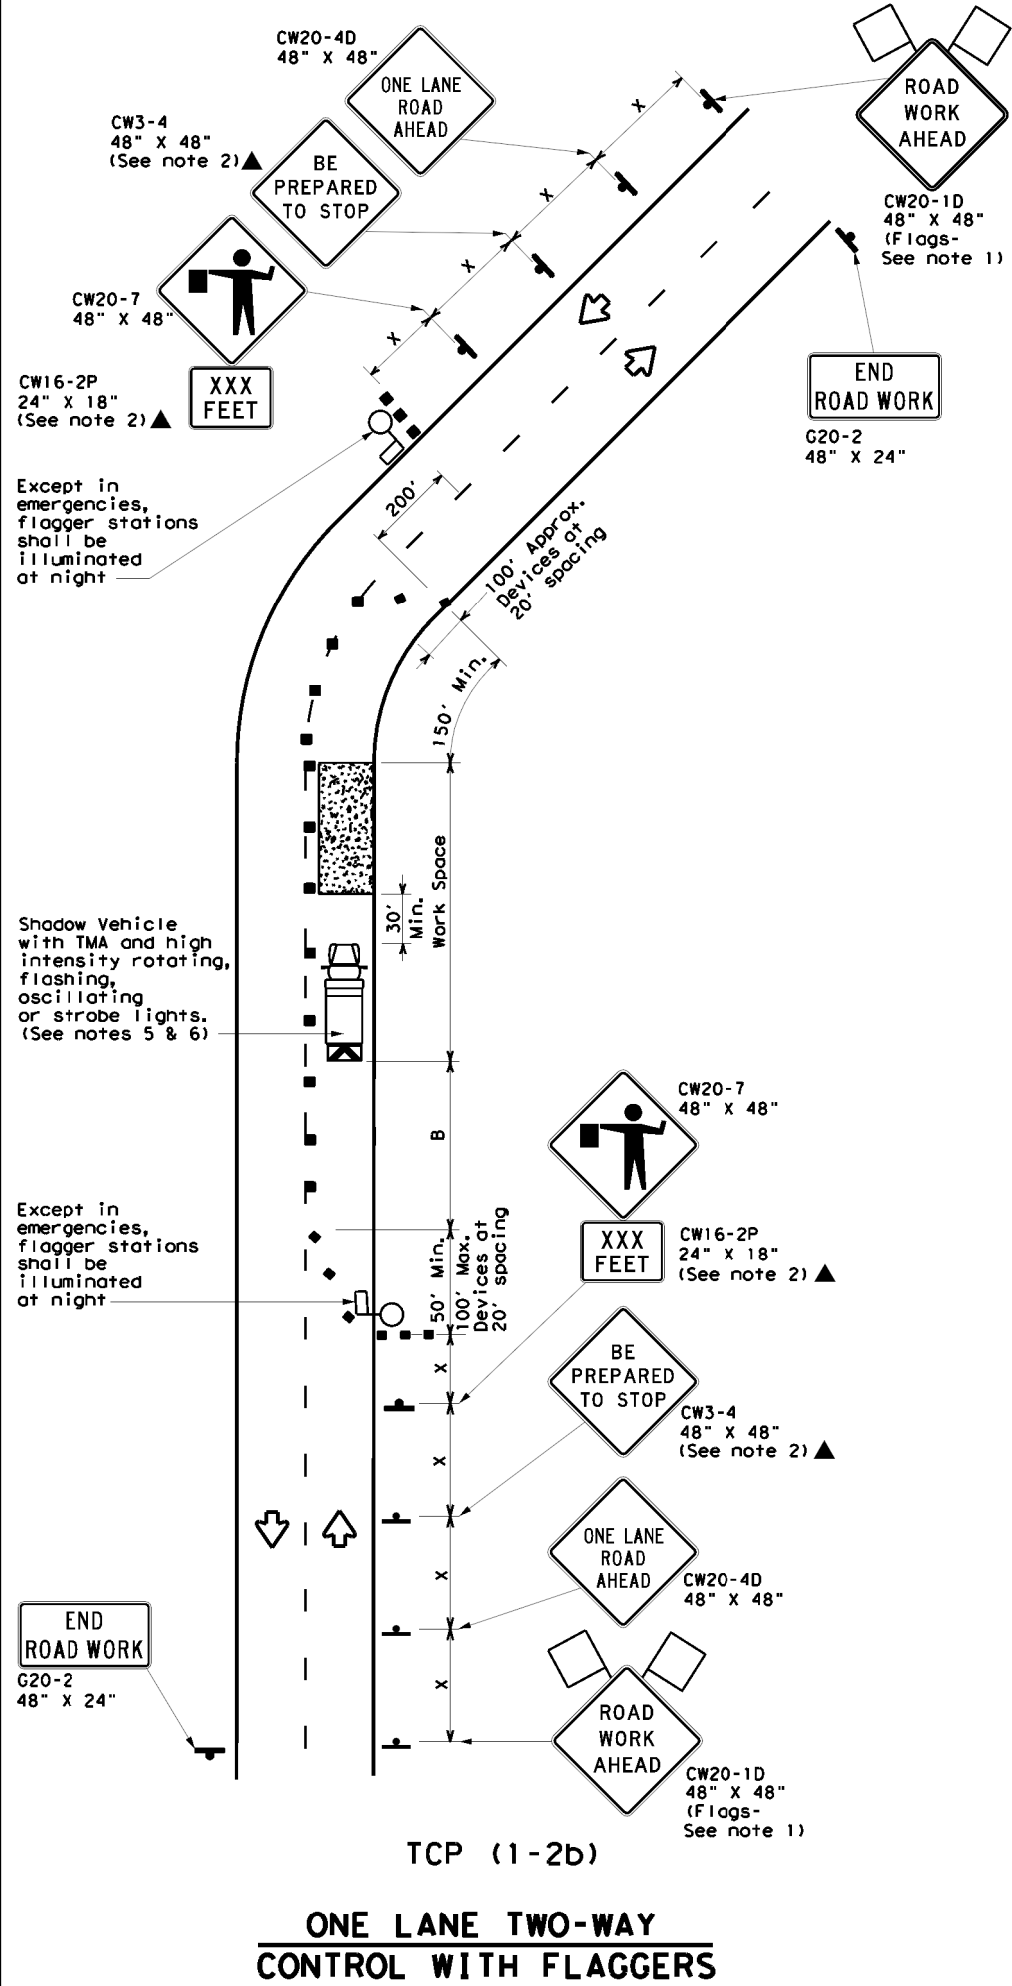 CW20-4D
48" X 48"
ONE LANE
ROAD
AHEAD
ROAD
WORK
AHEAD
CW3-4
48" X 48"
(See note 2)▲
BE
PREPARED
TO STOP
X
CW20-1D
48" X 48"
(Flags-
See note 1)
X
X
CW20-7
48" X 48"
X
END
ROAD WORK
G20-2
48" X 24"
CW16-2P
24" X 18"
(See note 2)▲
XXX
FEET
Except in
emergencies,
flagger stations
shall be
illuminated
at night
200'
100' Approx.
Devices at
20' spacing
150' Min.
Work Space
30'
Min.
Shadow Vehicle
with TMA and high
intensity rotating,
flashing,
oscillating
or strobe lights.
(See notes 5 & 6)
B
CW20-7
48" X 48"
Except in
emergencies,
flagger stations
shall be
illuminated
at night
50' Min.
100' Max.
Devices at
20' spacing
XXX
FEET
CW16-2P
24" X 18"
(See note 2)▲
X
BE
PREPARED
TO STOP
CW3-4
48" X 48"
(See note 2)▲
X
ONE LANE
ROAD
AHEAD
CW20-4D
48" X 48"
X
END
ROAD WORK
G20-2
48" X 24"
X
ROAD
WORK
AHEAD
CW20-1D
48" X 48"
(Flags-
See note 1)
TCP (1-2b)
ONE LANE TWO-WAY
CONTROL WITH FLAGGERS